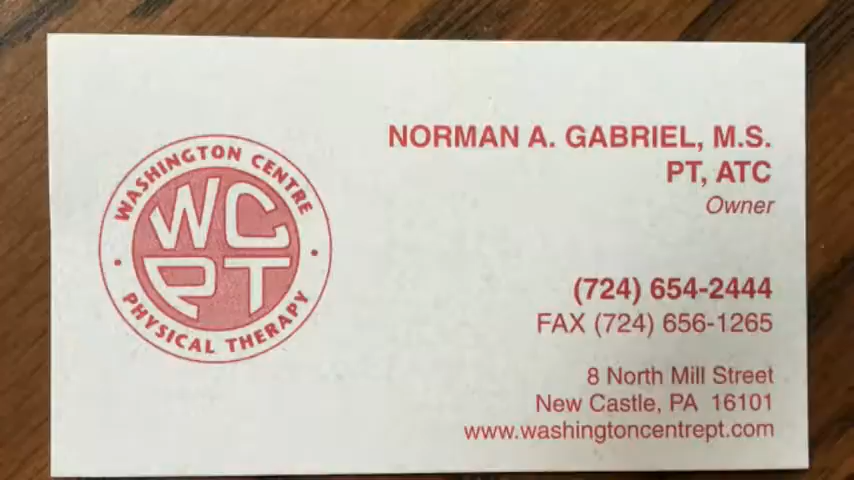 WASHINGTON CENTRE
WC
PT
PHYSICAL THERAPY
NORMAN A. GABRIEL, M.S.
PT, ATC
Owner
(724) 654-2444
FAX (724) 656-1265
8 North Mill Street
New Castle, PA 16101
www.washingtoncentrept.com